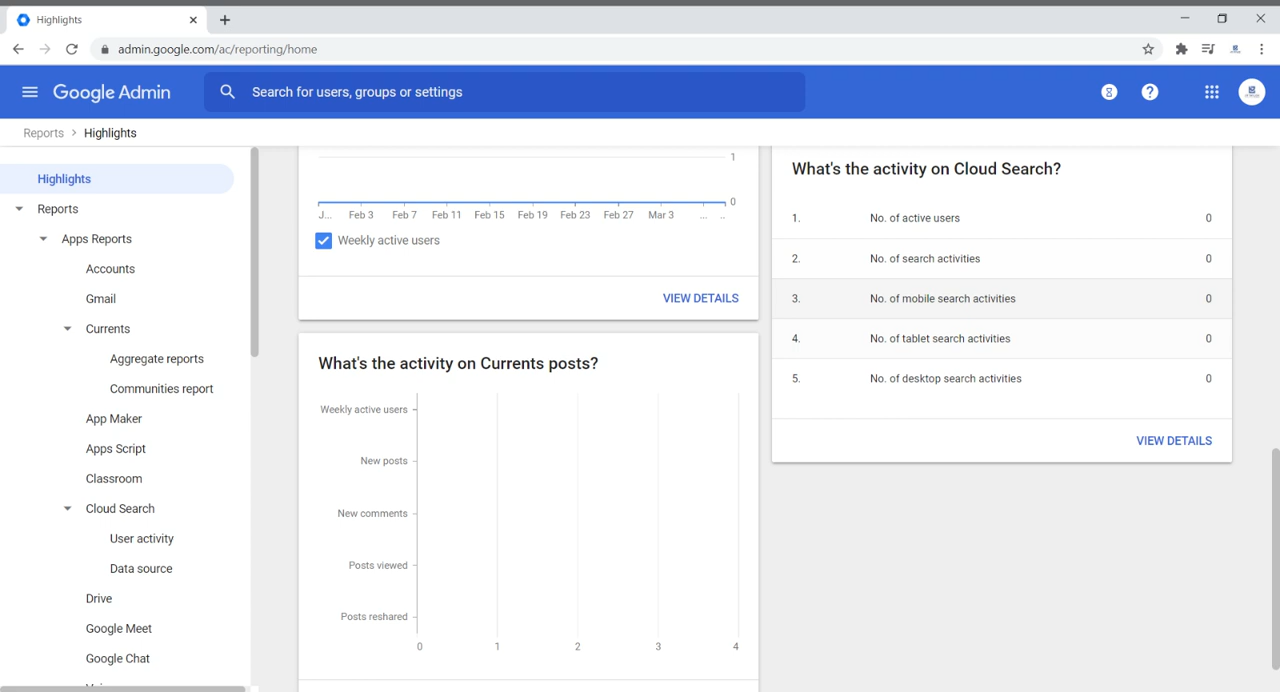 Highlights
admin.google.com/ac/reporting/home
Google Admin
Search for users, groups or settings
?
Reports > Highlights
Highlights
Reports
Apps Reports
Accounts
Gmail
Currents
Aggregate reports
Communities report
App Maker
Apps Script
Classroom
Cloud Search
User activity
Data source
Drive
Google Meet
Google Chat
1
0
J... Feb 3 Feb 7 Feb 11 Feb 15 Feb 19 Feb 23 Feb 27 Mar 3 ... ..
Weekly active users
VIEW DETAILS
What's the activity on Currents posts?
Weekly active users
New posts
New comments
Posts viewed
Posts reshared
0 1 2 3 4
What's the activity on Cloud Search?
1. No. of active users 0
2. No. of search activities 0
3. No. of mobile search activities 0
4. No. of tablet search activities 0
5. No. of desktop search activities 0
VIEW DETAILS